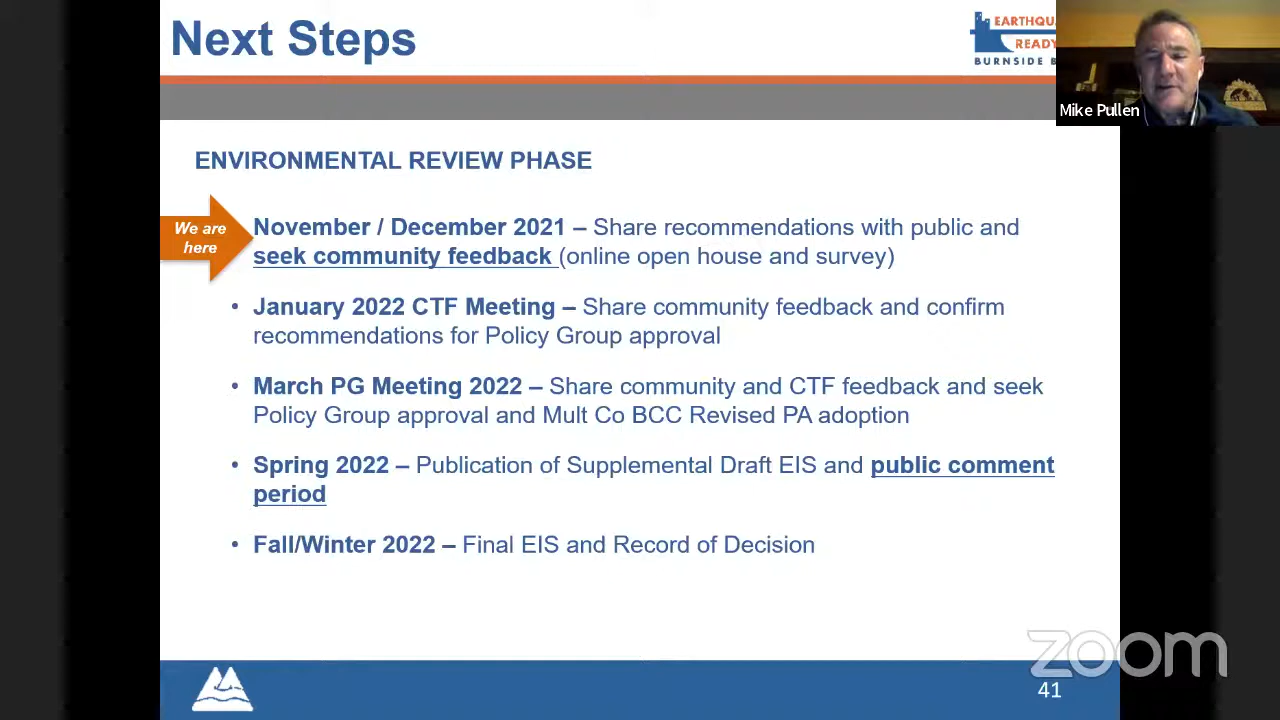 Next Steps
EARTHQUA
READY
BURNSIDE B
Mike Pullen
ENVIRONMENTAL REVIEW PHASE
We are
here
November / December 2021 – Share recommendations with public and
seek community feedback (online open house and survey)
• January 2022 CTF Meeting – Share community feedback and confirm
recommendations for Policy Group approval
• March PG Meeting 2022 – Share community and CTF feedback and seek
Policy Group approval and Mult Co BCC Revised PA adoption
• Spring 2022 – Publication of Supplemental Draft EIS and public comment
period
• Fall/Winter 2022 – Final EIS and Record of Decision
zoom
41